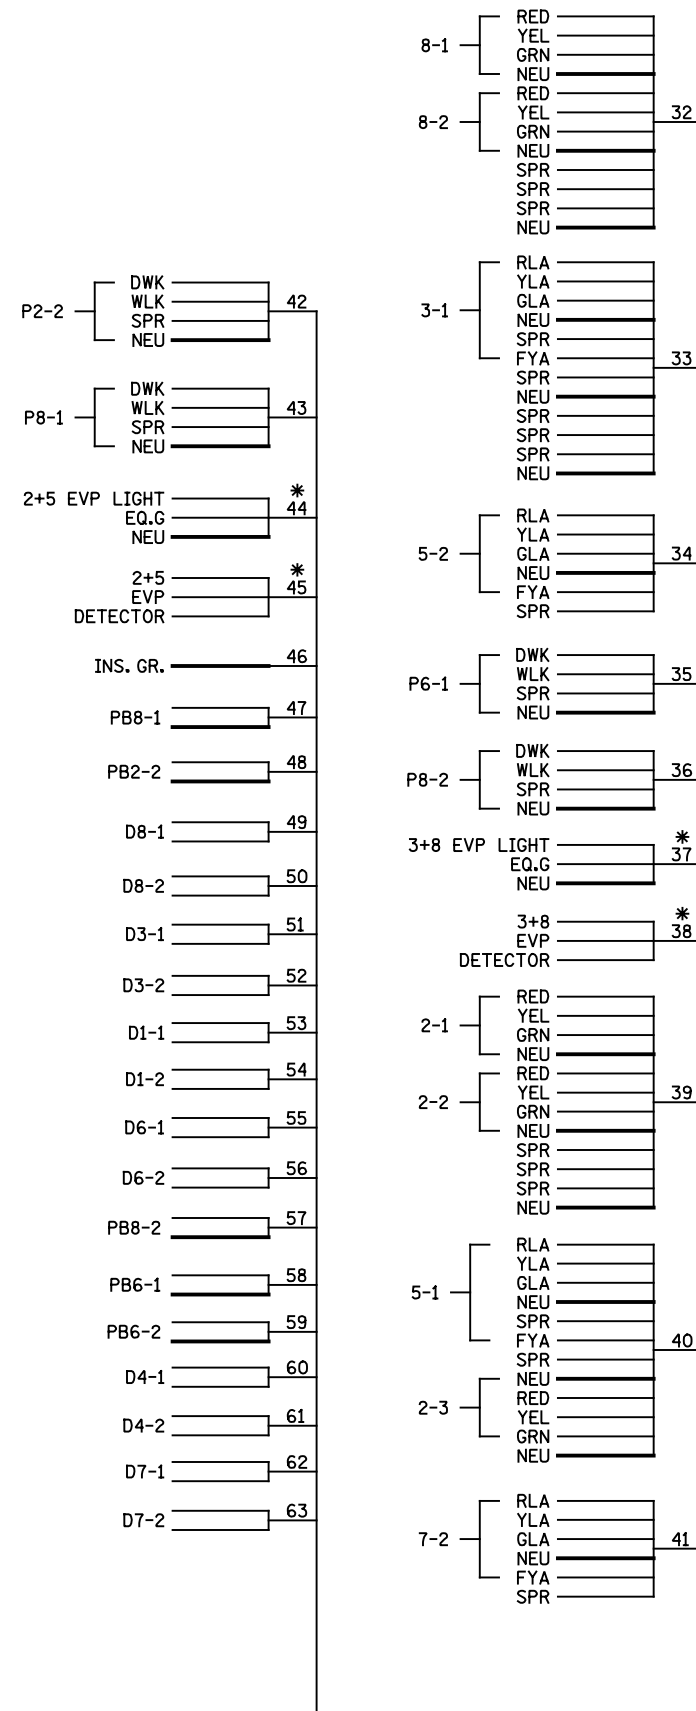 P2-2
DWK
WLK
SPR
NEU
42
P8-1
DWK
WLK
SPR
NEU
43
2+5 EVP LIGHT
EQ.G
NEU
*
44
2+5
EVP
DETECTOR
*
45
INS. GR.
46
PB8-1
47
PB2-2
48
D8-1
49
D8-2
50
D3-1
51
D3-2
52
D1-1
53
D1-2
54
D6-1
55
D6-2
56
PB8-2
57
PB6-1
58
PB6-2
59
D4-1
60
D4-2
61
D7-1
62
D7-2
63
8-1
RED
YEL
GRN
NEU
8-2
RED
YEL
GRN
NEU
SPR
SPR
SPR
NEU
32
3-1
RLA
YLA
GLA
NEU
SPR
FYA
SPR
NEU
SPR
SPR
SPR
NEU
33
5-2
RLA
YLA
GLA
NEU
FYA
SPR
34
P6-1
DWK
WLK
SPR
NEU
35
P8-2
DWK
WLK
SPR
NEU
36
3+8 EVP LIGHT
EQ.G
NEU
*
37
3+8
EVP
DETECTOR
*
38
2-1
RED
YEL
GRN
NEU
2-2
RED
YEL
GRN
NEU
SPR
SPR
SPR
NEU
39
5-1
RLA
YLA
GLA
NEU
SPR
FYA
SPR
NEU
2-3
RED
YEL
GRN
NEU
40
7-2
RLA
YLA
GLA
NEU
FYA
SPR
41